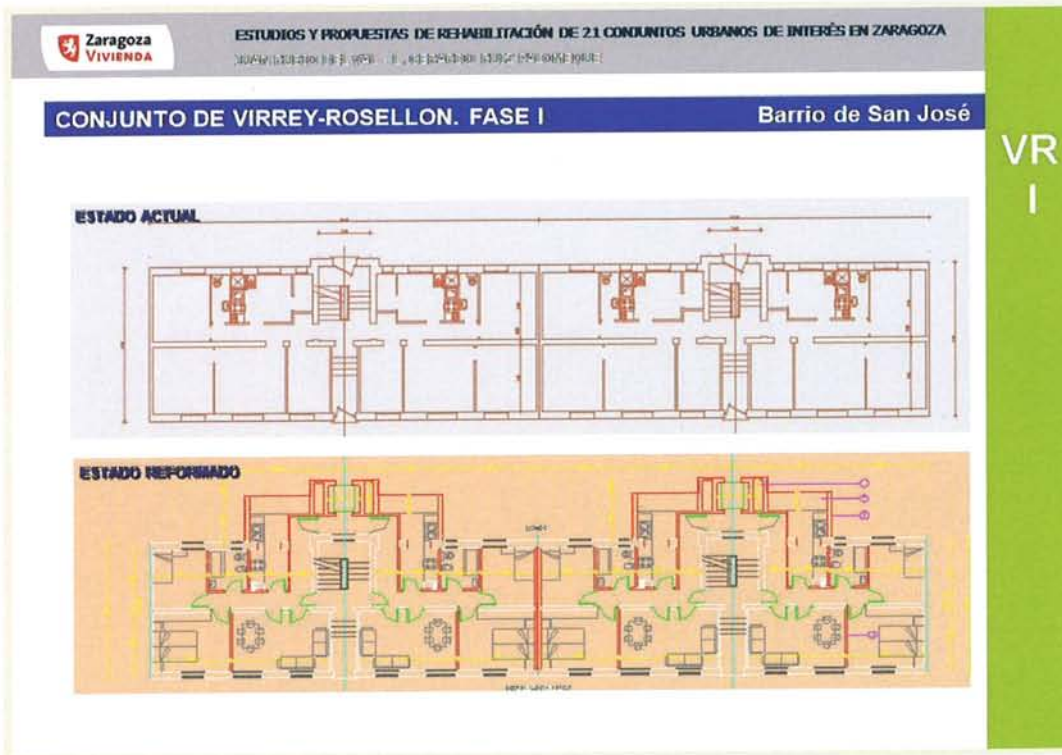 Zaragoza
VIVIENDA
ESTUDIOS Y PROPUESTAS DE REHABILITACIÓN DE 21 CONJUNTOS URBANOS DE INTERÉS EN ZARAGOZA
CONJUNTO DE VIRREY-ROSELLON. FASE I
Barrio de San José
VR
I
ESTADO ACTUAL
ESTADO REFORMADO